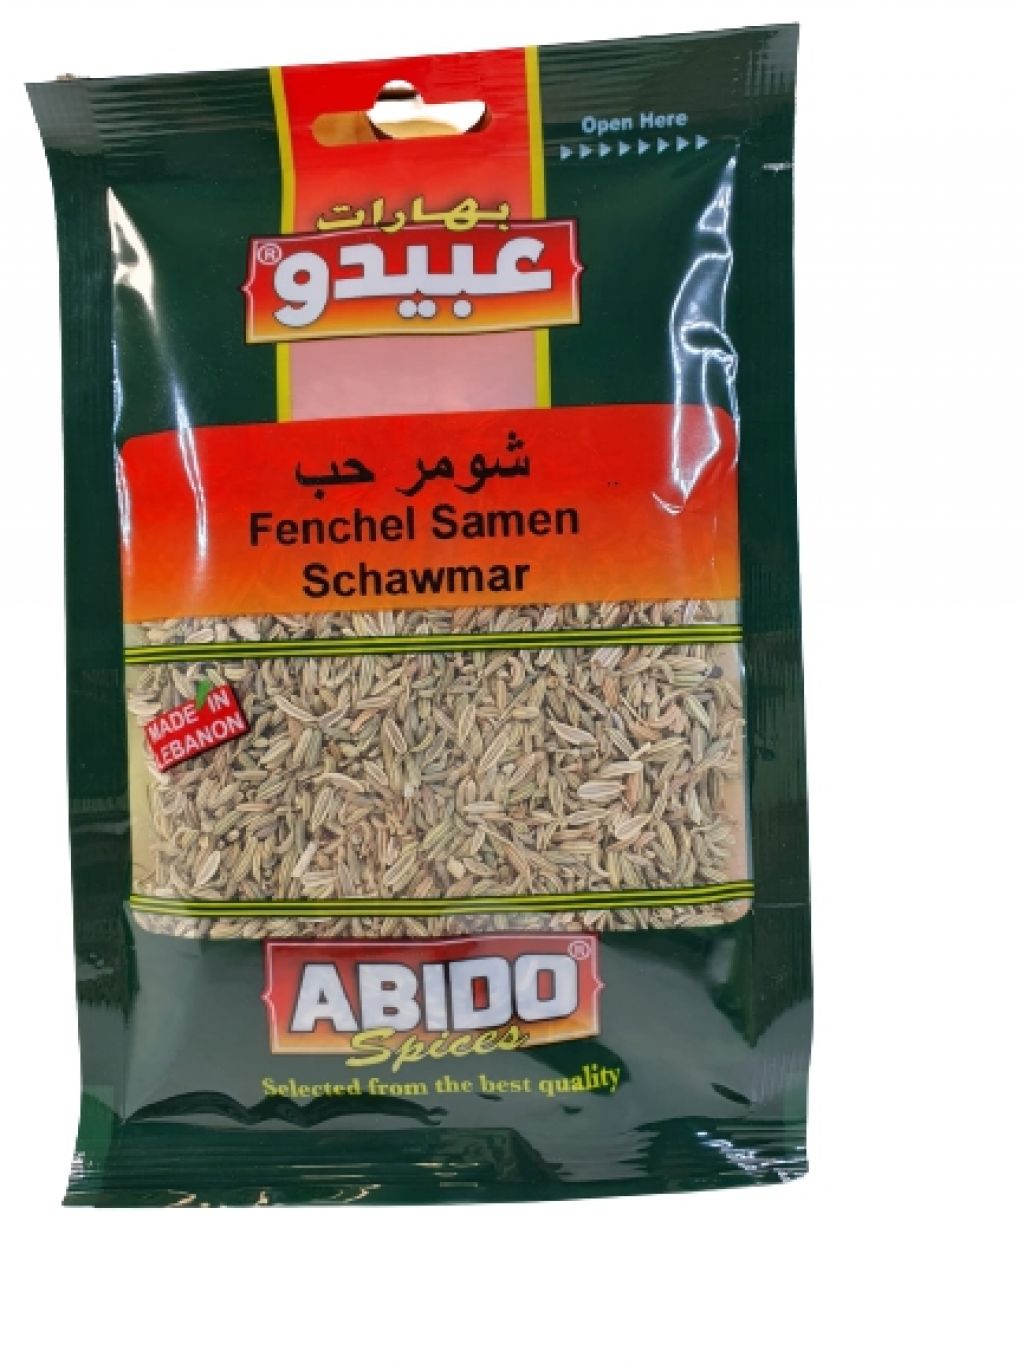 Open Here
بهارات
عبيدو®
شومر حب
Fenchel Samen
Schawmar
MADE IN
LEBANON
ABIDO®
Spices
Selected from the best quality